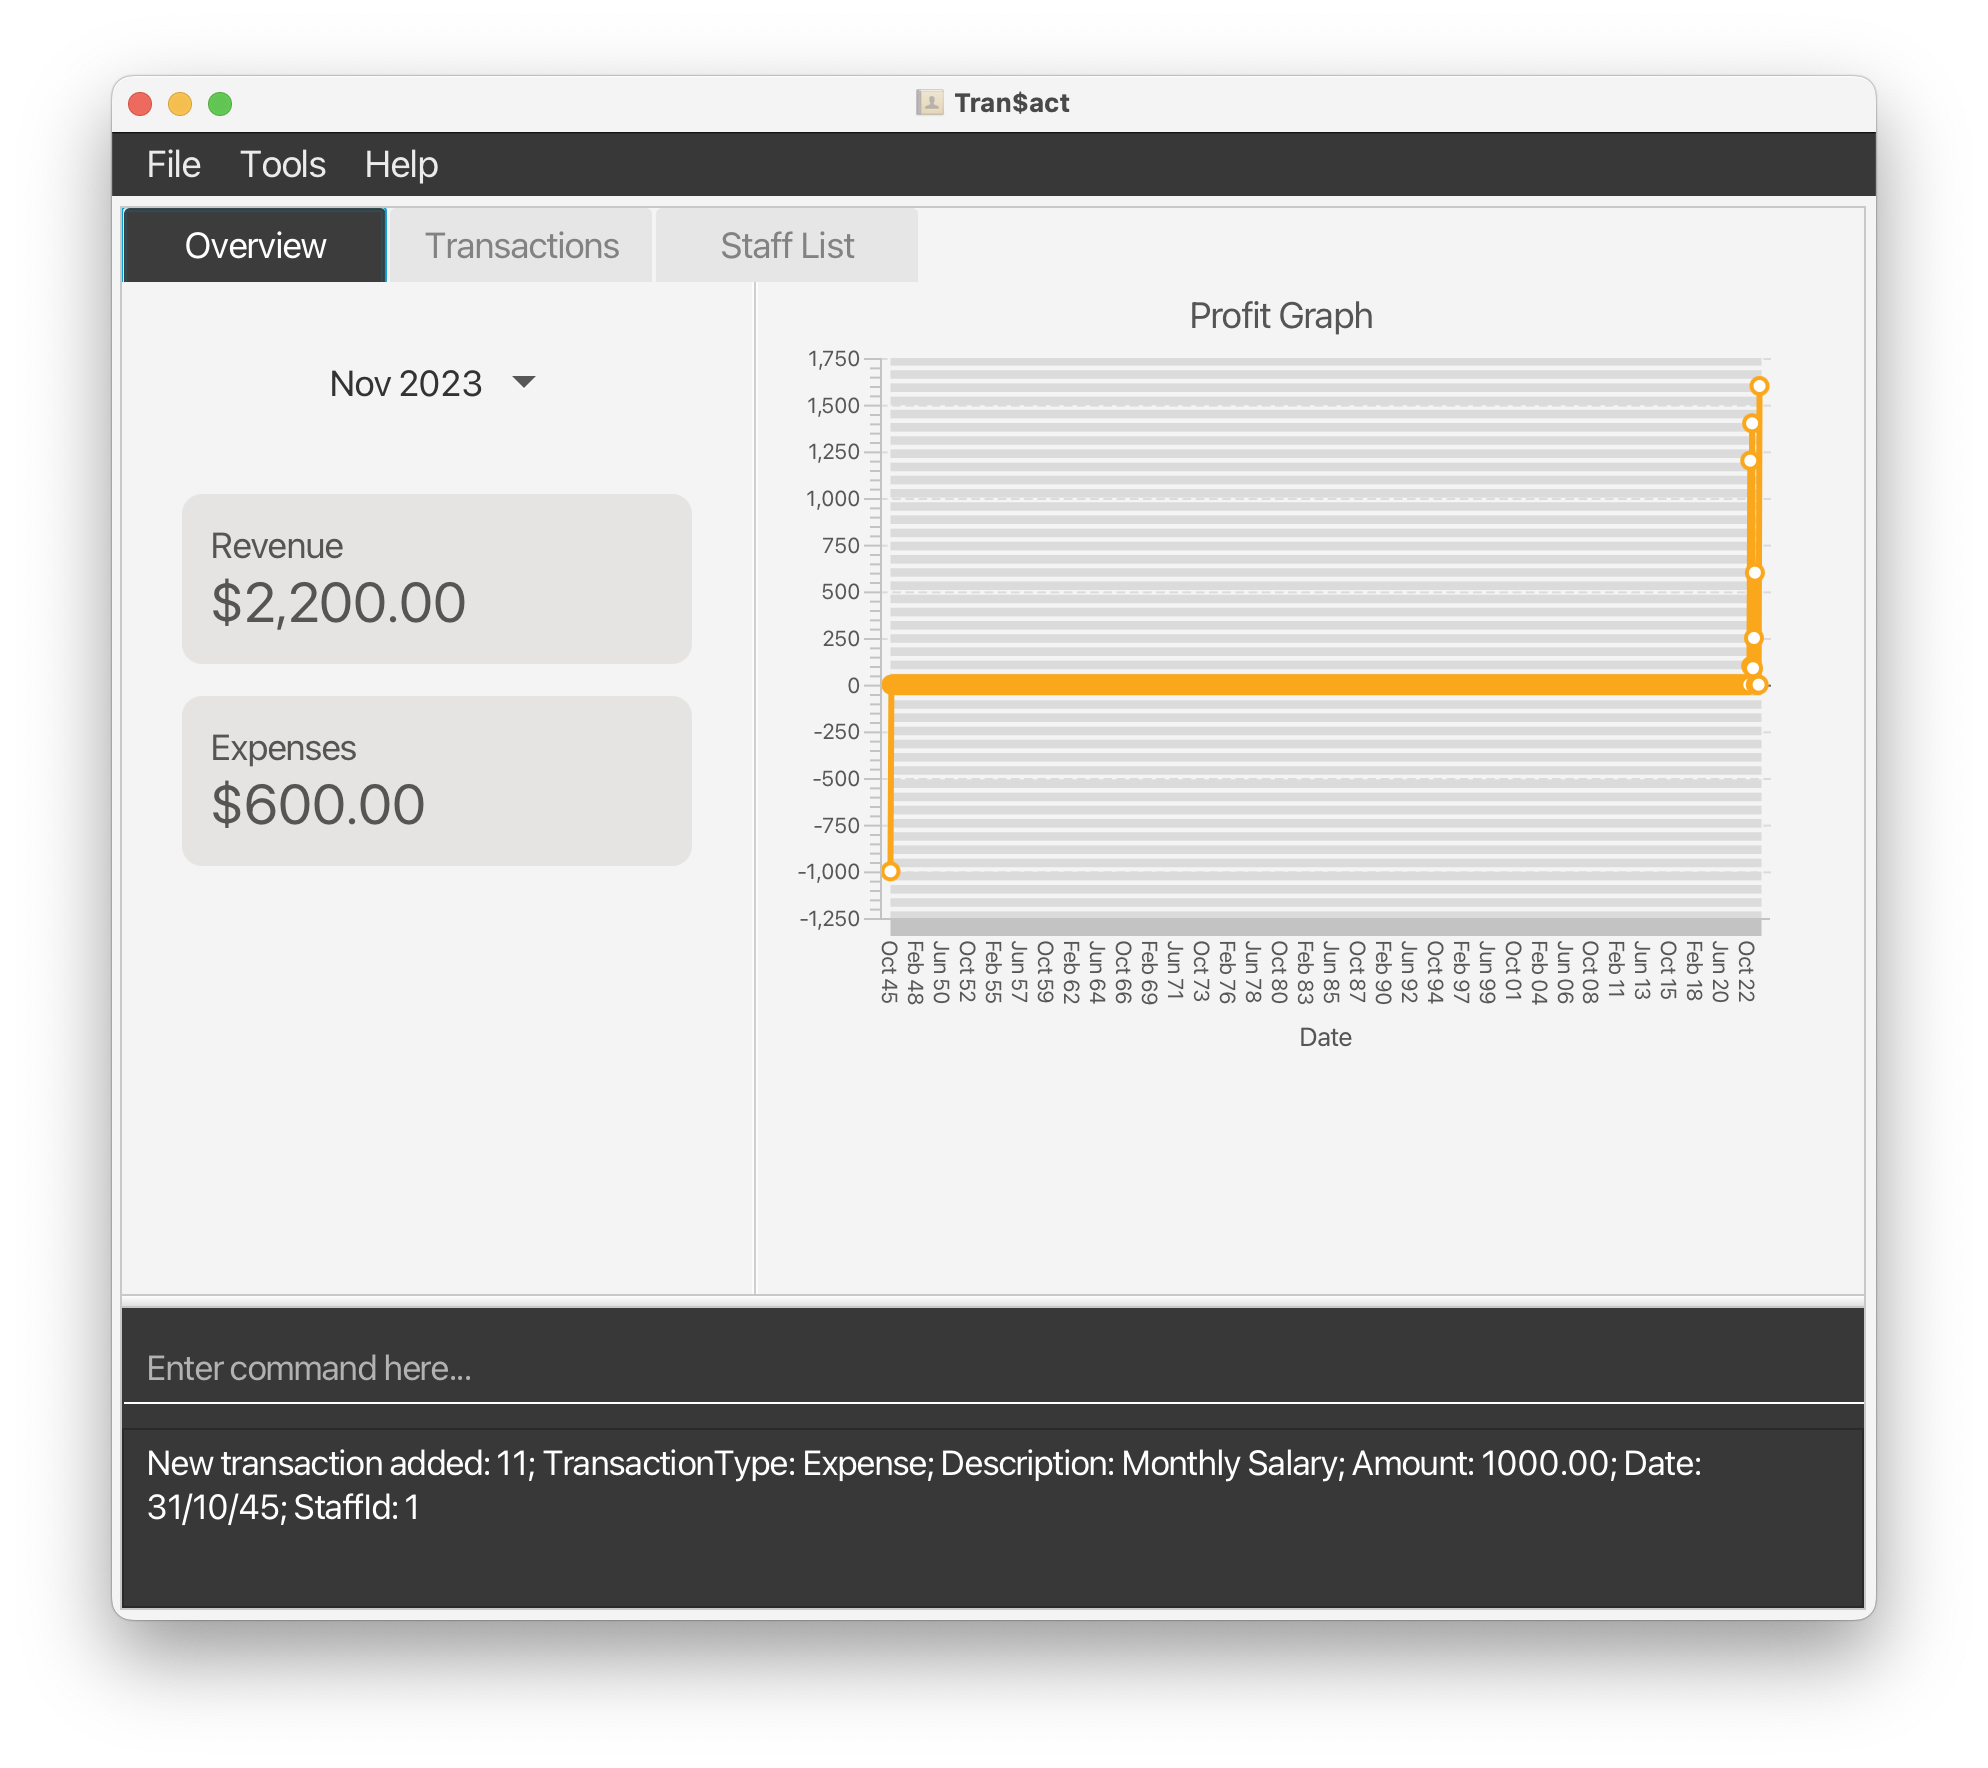 Tran$act
File Tools Help
Overview Transactions Staff List
Nov 2023
Revenue
$2,200.00
Expenses
$600.00
Profit Graph
1,750
1,500
1,250
1,000
750
500
250
0
-250
-500
-750
-1,000
-1,250
Oct 45
Feb 48
Jun 50
Oct 52
Feb 55
Jun 57
Oct 59
Feb 62
Jun 64
Oct 66
Feb 69
Jun 71
Oct 73
Feb 76
Jun 78
Oct 80
Feb 83
Jun 85
Oct 87
Feb 90
Jun 92
Oct 94
Feb 97
Jun 99
Oct 01
Feb 04
Jun 06
Oct 08
Feb 11
Jun 13
Oct 15
Feb 18
Jun 20
Oct 22
Date
Enter command here...
New transaction added: 11; TransactionType: Expense; Description: Monthly Salary; Amount: 1000.00; Date:
31/10/45; StaffId: 1